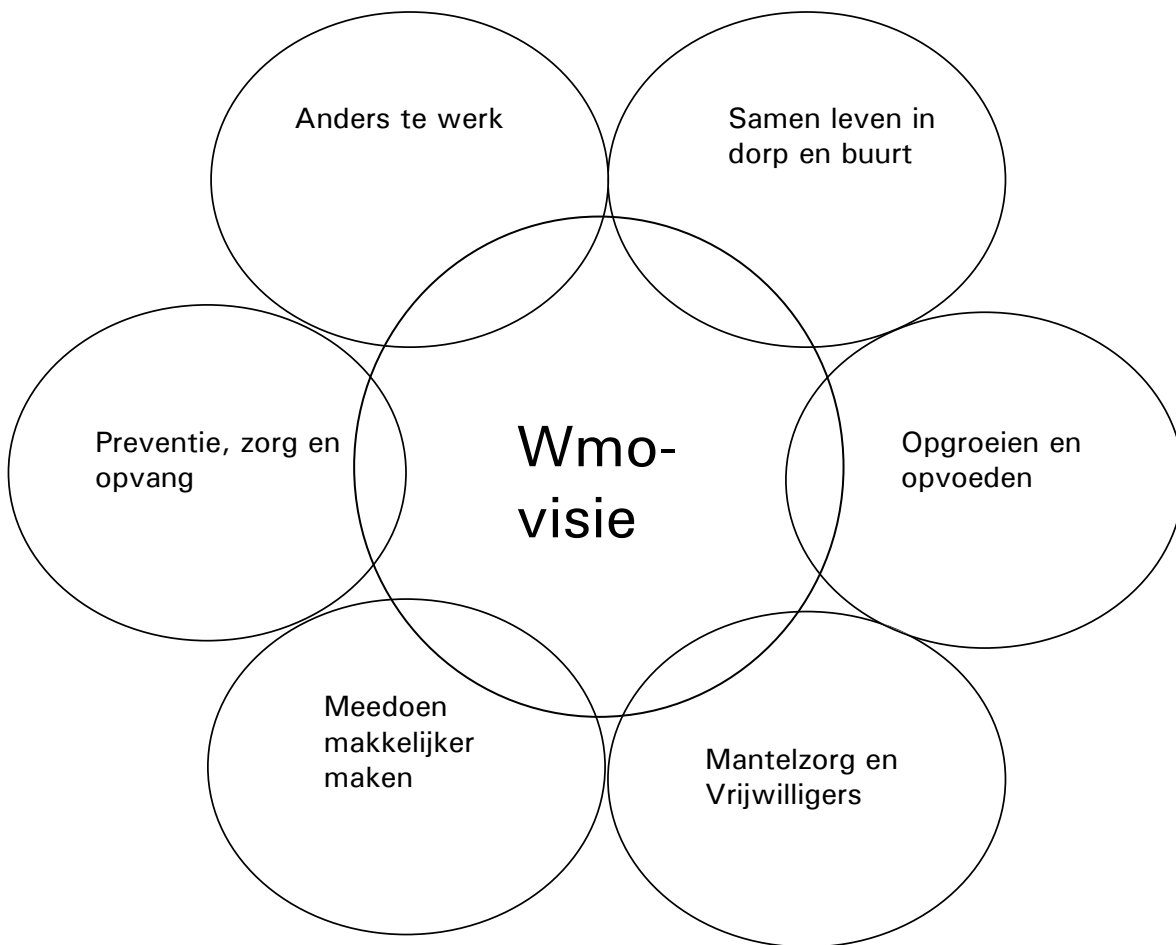 Anders te werk
Samen leven in
dorp en buurt
Preventie, zorg en
opvang
Wmo-
visie
Opgroeien en
opvoeden
Meedoen
makkelijker
maken
Mantelzorg en
Vrijwilligers